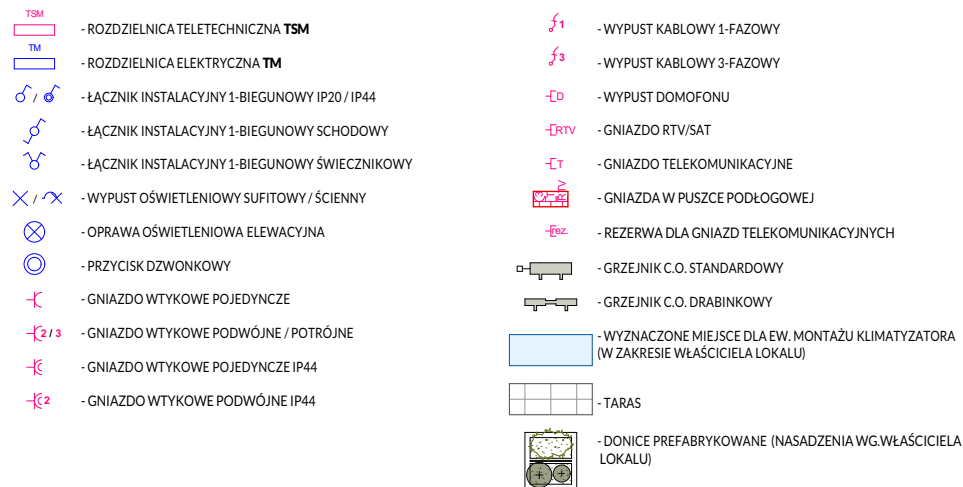 TSM
- ROZDZIELNICA TELETECHNICZNA TSM
TM
- ROZDZIELNICA ELEKTRYCZNA TM
/
- ŁĄCZNIK INSTALACYJNY 1-BIEGUNOWY IP20 / IP44
- ŁĄCZNIK INSTALACYJNY 1-BIEGUNOWY SCHODOWY
- ŁĄCZNIK INSTALACYJNY 1-BIEGUNOWY ŚWIECZNIKOWY
/
- WYPUST OŚWIETLENIOWY SUFITOWY / ŚCIENNY
- OPRAWA OŚWIETLENIOWA ELEWACYJNA
- PRZYCISK DZWONKOWY
- GNIAZDO WTYKOWE POJEDYNCZE
2 / 3
- GNIAZDO WTYKOWE PODWÓJNE / POTRÓJNE
- GNIAZDO WTYKOWE POJEDYNCZE IP44
2
- GNIAZDO WTYKOWE PODWÓJNE IP44
1
- WYPUST KABLOWY 1-FAZOWY
3
- WYPUST KABLOWY 3-FAZOWY
D
- WYPUST DOMOFONU
RTV
- GNIAZDO RTV/SAT
T
- GNIAZDO TELEKOMUNIKACYJNE
RTV
- GNIAZDA W PUSZCE PODŁOGOWEJ
rez.
- REZERWA DLA GNIAZD TELEKOMUNIKACYJNYCH
- GRZEJNIK C.O. STANDARDOWY
- GRZEJNIK C.O. DRABINKOWY
- WYZNACZONE MIEJSCE DLA EW. MONTAŻU KLIMATYZATORA
(W ZAKRESIE WŁAŚCICIELA LOKALU)
- TARAS
- DONICE PREFABRYKOWANE (NASADZENIA WG.WŁAŚCICIELA
LOKALU)